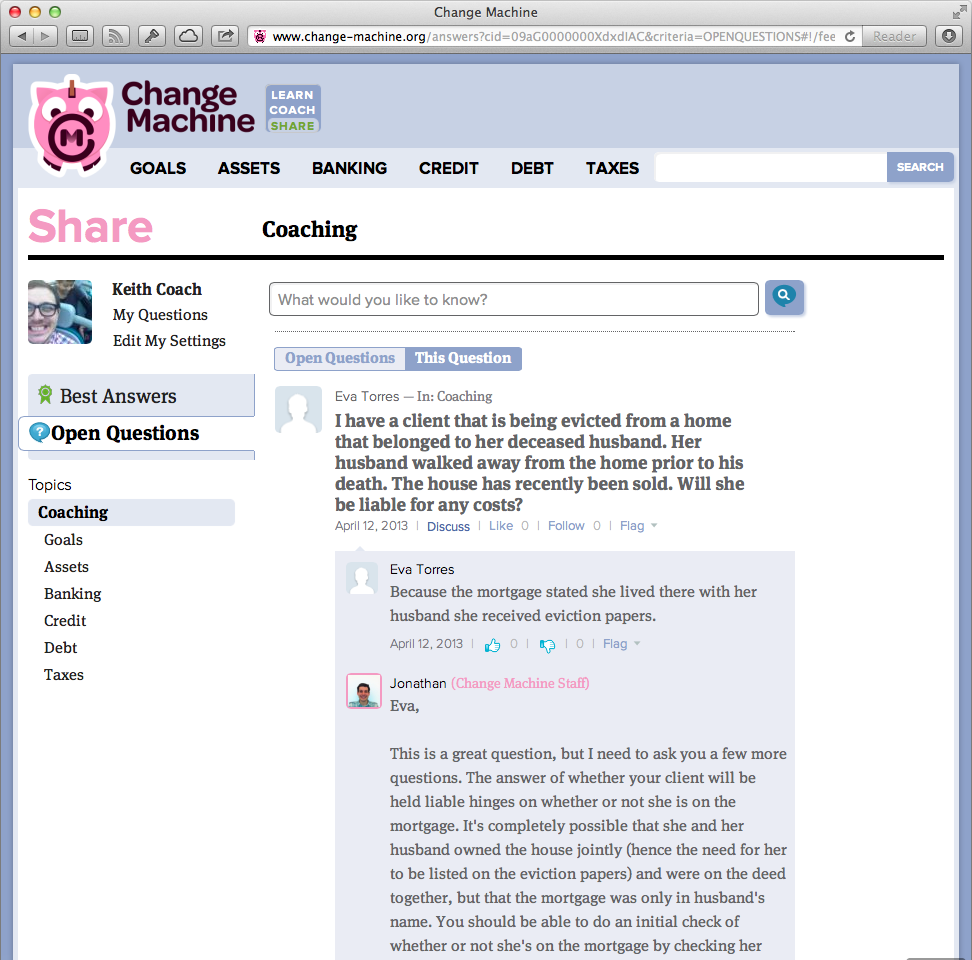 Change Machine
www.change-machine.org/answers?cid=09aG0000000XdxdIAC&criteria=OPENQUESTIONS#!/fee
Reader
CM
Change
Machine
LEARN
COACH
SHARE
GOALS ASSETS BANKING CREDIT DEBT TAXES SEARCH
Share
Coaching
Keith Coach
My Questions
Edit My Settings
What would you like to know?
Best Answers
? Open Questions
Topics
Coaching
Goals
Assets
Banking
Credit
Debt
Taxes
Open Questions This Question
Eva Torres — In: Coaching
I have a client that is being evicted from a home
that belonged to her deceased husband. Her
husband walked away from the home prior to his
death. The house has recently been sold. Will she
be liable for any costs?
April 12, 2013 | Discuss | Like 0 | Follow 0 | Flag
Eva Torres
Because the mortgage stated she lived there with her
husband she received eviction papers.
April 12, 2013 | 0 | | 0 | Flag
Jonathan (Change Machine Staff)
Eva,
This is a great question, but I need to ask you a few more
questions. The answer of whether your client will be
held liable hinges on whether or not she is on the
mortgage. It's completely possible that she and her
husband owned the house jointly (hence the need for her
to be listed on the eviction papers) and were on the deed
together, but that the mortgage was only in husband's
name. You should be able to do an initial check of
whether or not she's on the mortgage by checking her